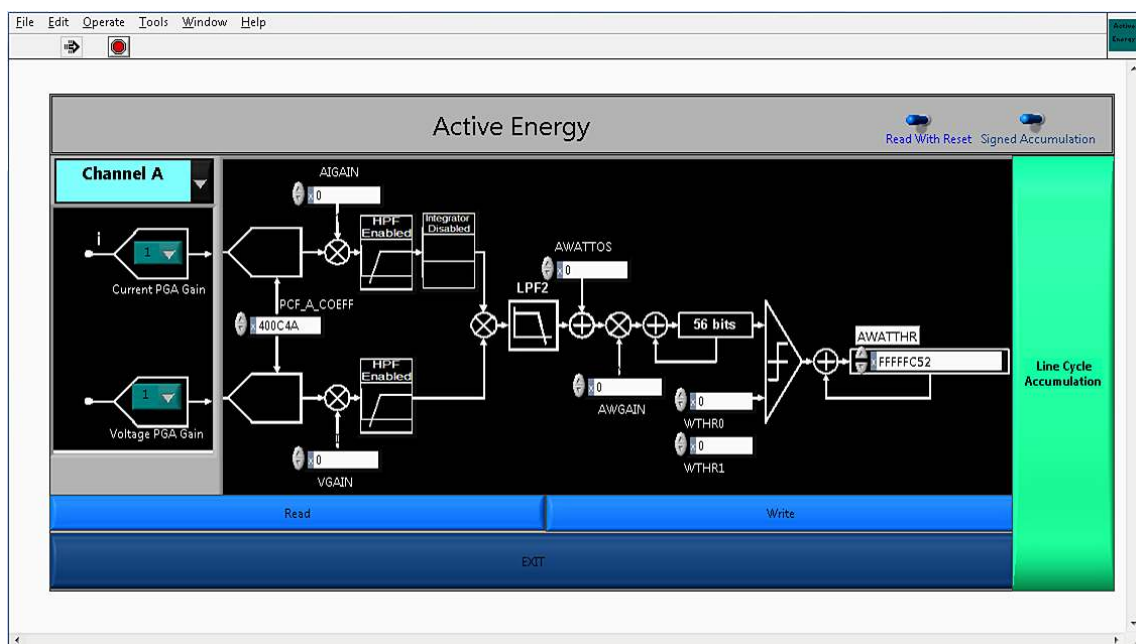 File Edit Operate Tools Window Help
Active
Energy
Active Energy
Read With Reset Signed Accumulation
Channel A
AIGAIN
x 0
HPF
Enabled
Integrator
Disabled
i
1
Current PGA Gain
AWATTOS
x 0
LPF2
PCF_A_COEFF
x 400C4A
56 bits
AWATTHR
x FFFFFC52
Line Cycle
Accumulation
HPF
Enabled
x 0
AWGAIN
x 0
WTHR0
1
Voltage PGA Gain
x 0
VGAIN
x 0
WTHR1
Read
Write
EXIT